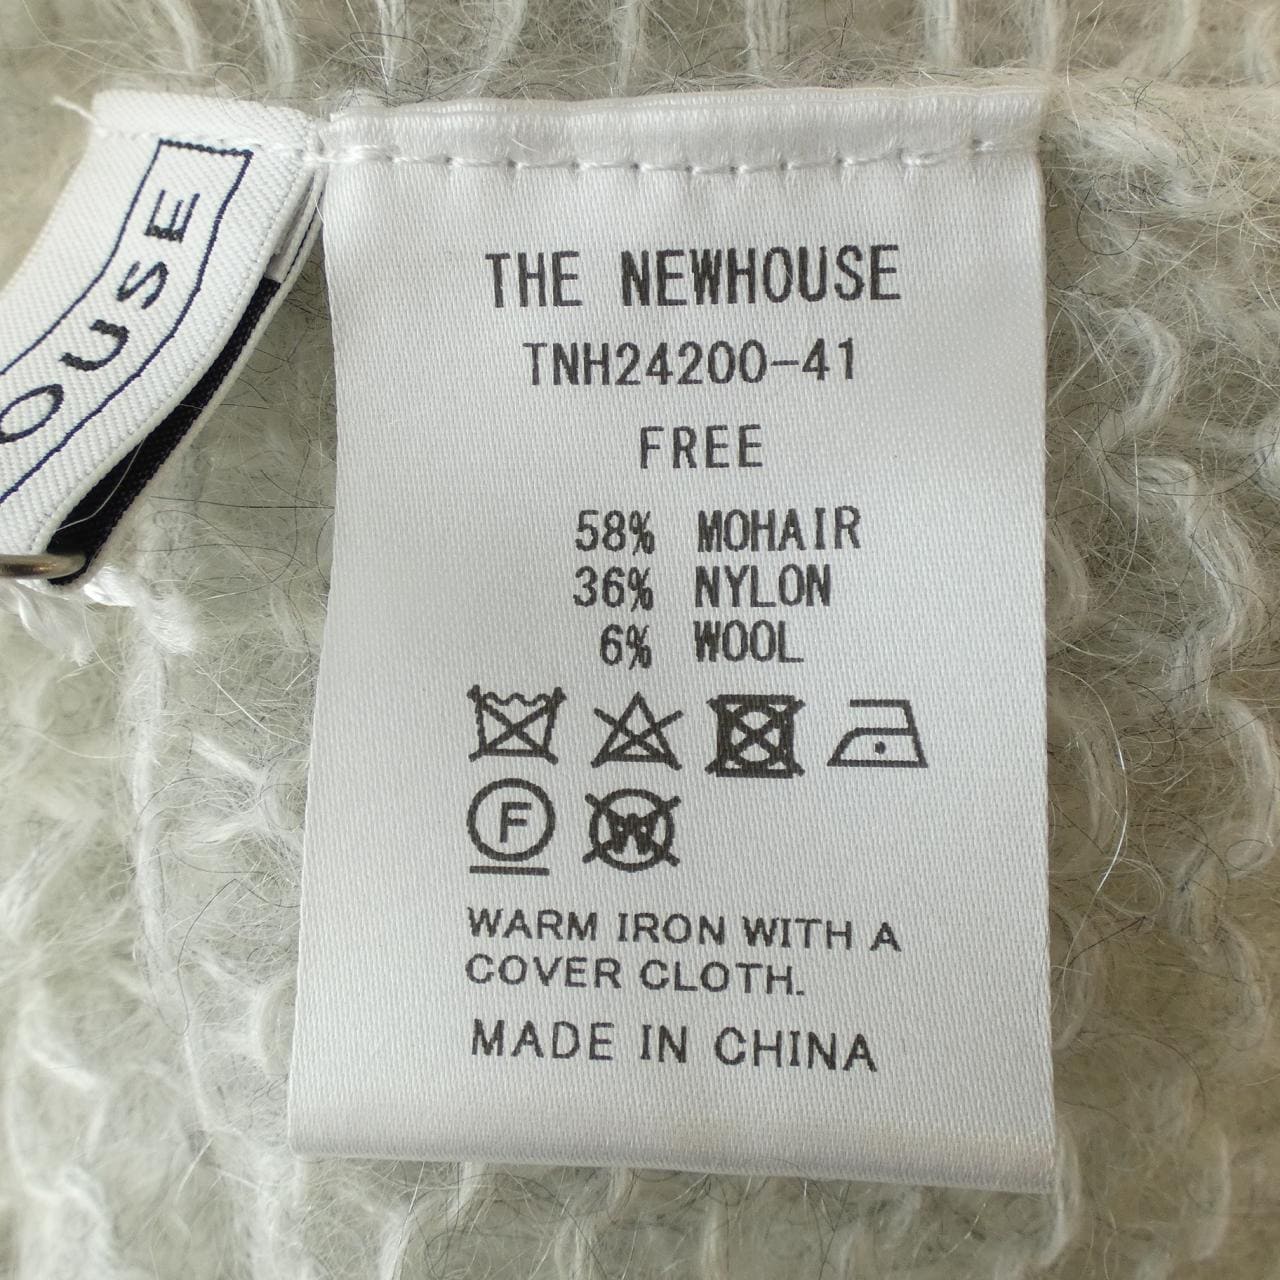 OUSE
THE NEWHOUSE
TNH24200-41
FREE
58% MOHAIR
36% NYLON
6% WOOL
F W
WARM IRON WITH A
COVER CLOTH.
MADE IN CHINA